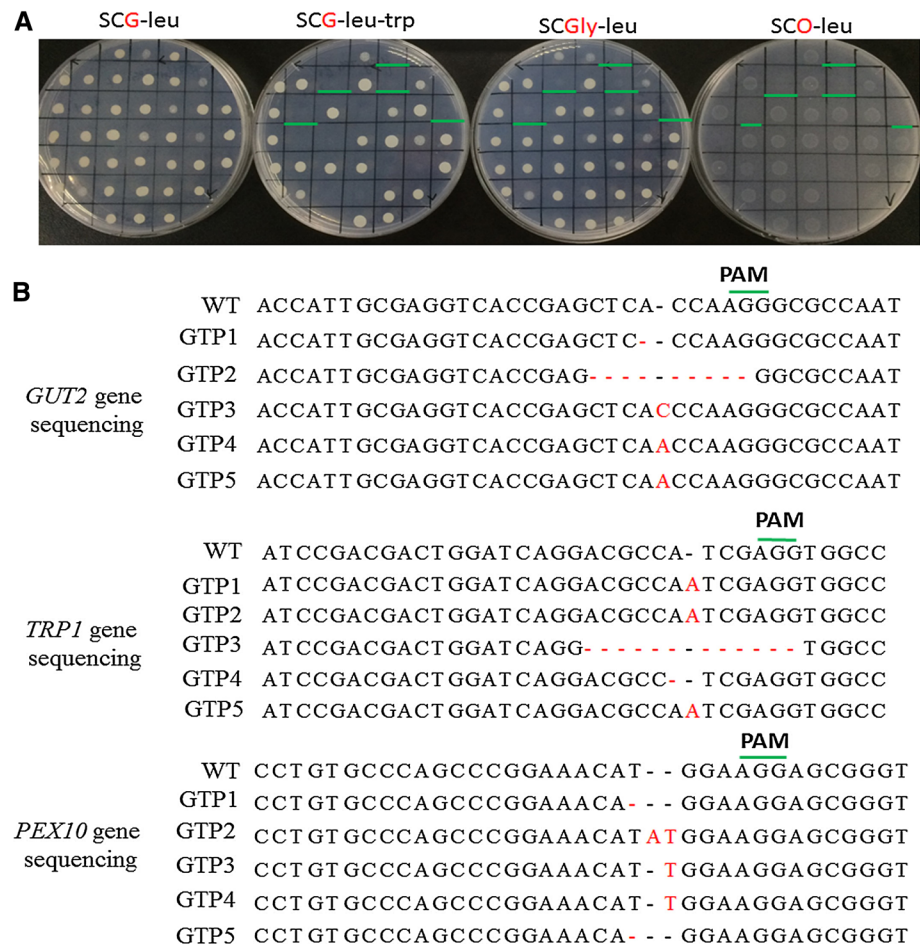 A
SCG-leu SCG-leu-trp SCGly-leu SCO-leu
B
PAM
WT ACCATTGCGAGGTCACCGAGCTCA-CCAAGGGCGCCAAT
GTP1 ACCATTGCGAGGTCACCGAGCTC--CCAAGGGCGCCAAT
GTP2 ACCATTGCGAGGTCACCGAG----------GGCGCCAAT
GUT2 gene
sequencing
GTP3 ACCATTGCGAGGTCACCGAGCTCACCCAAGGGCGCCAAT
GTP4 ACCATTGCGAGGTCACCGAGCTCAACCAAGGGCGCCAAT
GTP5 ACCATTGCGAGGTCACCGAGCTCAACCAAGGGCGCCAAT
PAM
WT ATCCGACGACTGGATCAGGACGCCA-TCGAGGTGGCC
GTP1 ATCCGACGACTGGATCAGGACGCCAATCGAGGTGGCC
GTP2 ATCCGACGACTGGATCAGGACGCCAATCGAGGTGGCC
TRP1 gene
sequencing
GTP3 ATCCGACGACTGGATCAGG-------------TGGCC
GTP4 ATCCGACGACTGGATCAGGACGCC--TCGAGGTGGCC
GTP5 ATCCGACGACTGGATCAGGACGCCAATCGAGGTGGCC
PAM
WT CCTGTGCCCAGCCCGGAAACAT--GGAAGGAGCGGGT
GTP1 CCTGTGCCCAGCCCGGAAACA---GGAAGGAGCGGGT
PEX10 gene
sequencing
GTP2 CCTGTGCCCAGCCCGGAAACATATGGAAGGAGCGGGT
GTP3 CCTGTGCCCAGCCCGGAAACAT-TGGAAGGAGCGGGT
GTP4 CCTGTGCCCAGCCCGGAAACAT-TGGAAGGAGCGGGT
GTP5 CCTGTGCCCAGCCCGGAAACA---GGAAGGAGCGGGT